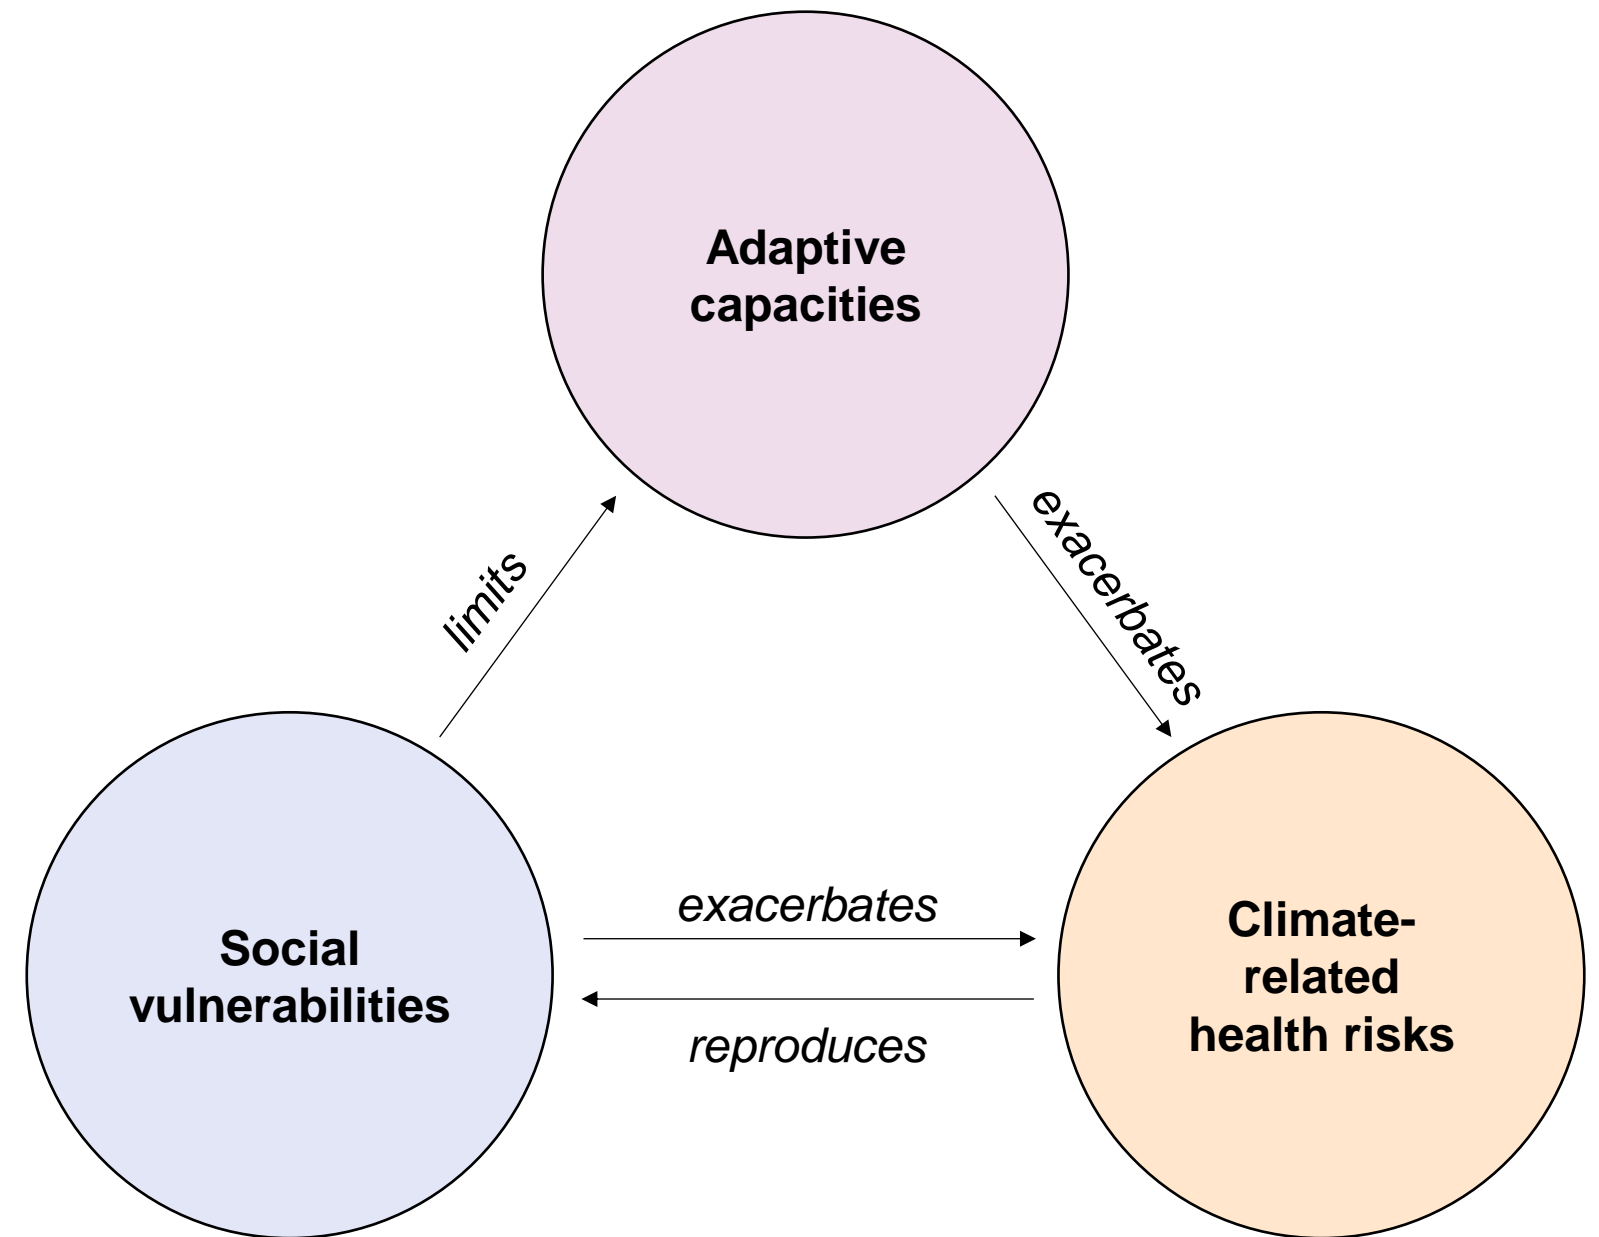 Adaptive
capacities
limits
exacerbates
Social
vulnerabilities
exacerbates
reproduces
Climate-
related
health risks